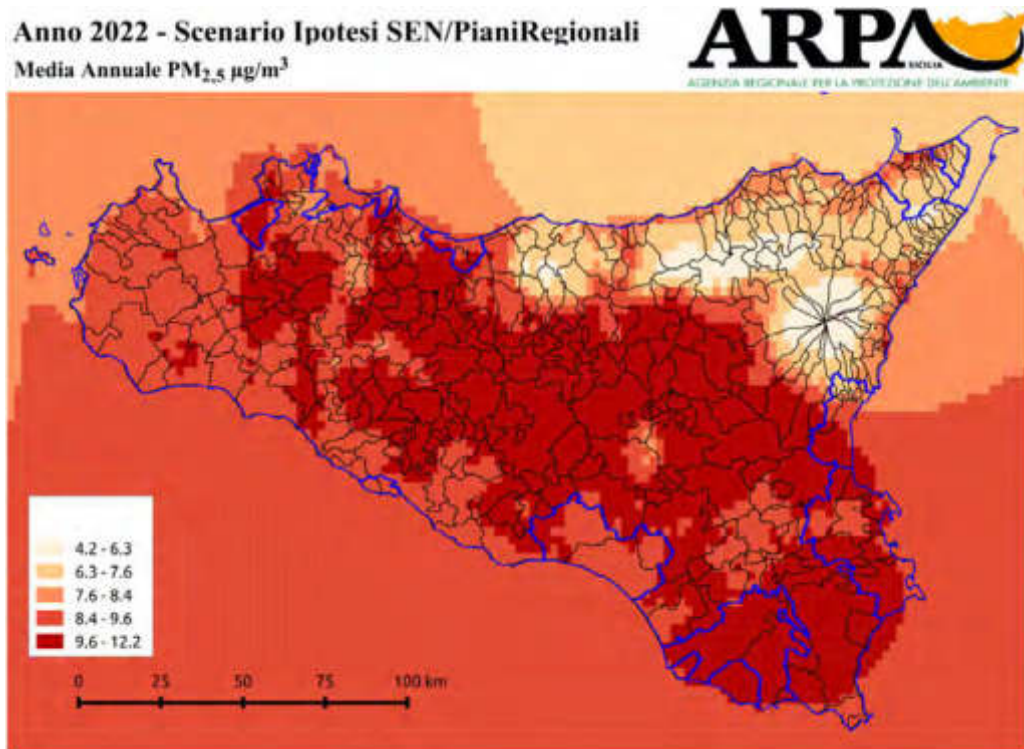 Anno 2022 - Scenario Ipotesi SEN/PianiRegionali
Media Annuale PM2,5 µg/m³
ARPA
SICILIA
AGENZIA REGIONALE PER LA PROTEZIONE DELL'AMBIENTE
4.2 - 6.3
6.3 - 7.6
7.6 - 8.4
8.4 - 9.6
9.6 - 12.2
0 25 50 75 100 km